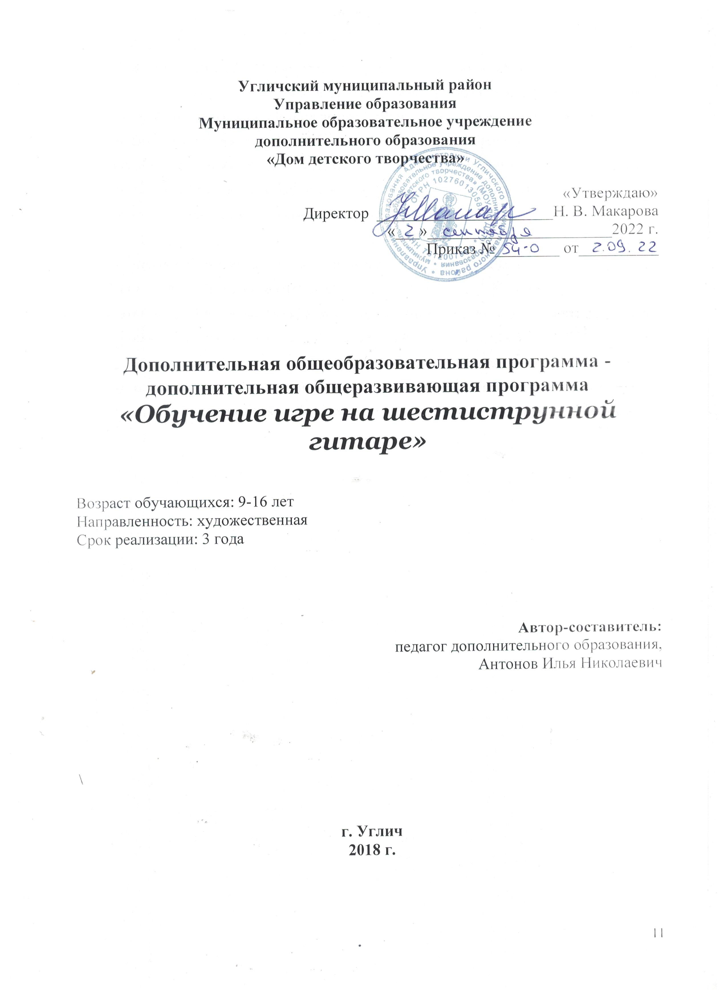 Угличский муниципальный район
Управление образования
Муниципальное образовательное учреждение
дополнительного образования
«Дом детского творчества»
«Утверждаю»
Директор ____________________ Н. В. Макарова
«2» сентября 2022 г.
Приказ № 54-О от 2.09.22
Дополнительная общеобразовательная программа -
дополнительная общеразвивающая программа
«Обучение игре на шестиструнной
гитаре»
Возраст обучающихся: 9-16 лет
Направленность: художественная
Срок реализации: 3 года
Автор-составитель:
педагог дополнительного образования,
Антонов Илья Николаевич
г. Углич
2018 г.
11